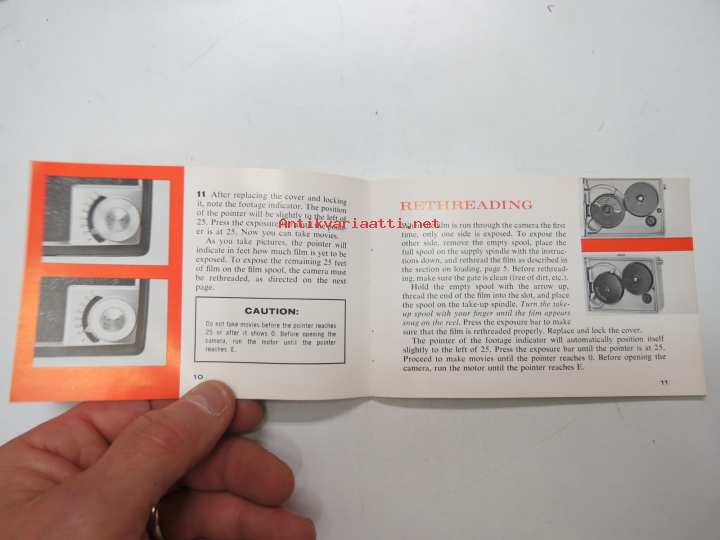 11 After replacing the cover and locking
it, note the footage indicator. The position
of the pointer will be slightly to the left of
25. Press the exposure bar until the point-
er is at 25. Now you can take movies.
As you take pictures, the pointer will
indicate in feet how much film is yet to be
exposed. To expose the remaining 25 feet
of film on the film spool, the camera must
be rethreaded, as directed on the next
page.
CAUTION:
Do not take movies before the pointer reaches
25 or after it shows 0. Before opening the
camera, run the motor until the pointer
reaches E.
10
RETHREADING
When the film is run through the camera the first
time, only one side is exposed. To expose the
other side, remove the empty spool, place the
full spool on the supply spindle with the instruc-
tions down, and rethread the film as described in
the section on loading, page 5. Before rethread-
ing, make sure the gate is clean (free of dirt, etc.).
Hold the empty spool with the arrow up,
thread the end of the film into the slot, and place
the spool on the take-up spindle. Turn the take-
up spool with your finger until the film appears
snug on the reel. Press the exposure bar to make
sure that the film is rethreaded properly. Replace and lock the cover.
The pointer of the footage indicator will automatically position itself
slightly to the left of 25. Press the exposure bar until the pointer is at 25.
Proceed to make movies until the pointer reaches 0. Before opening the
camera, run the motor until the pointer reaches E.
11
Antikvariaatti.net